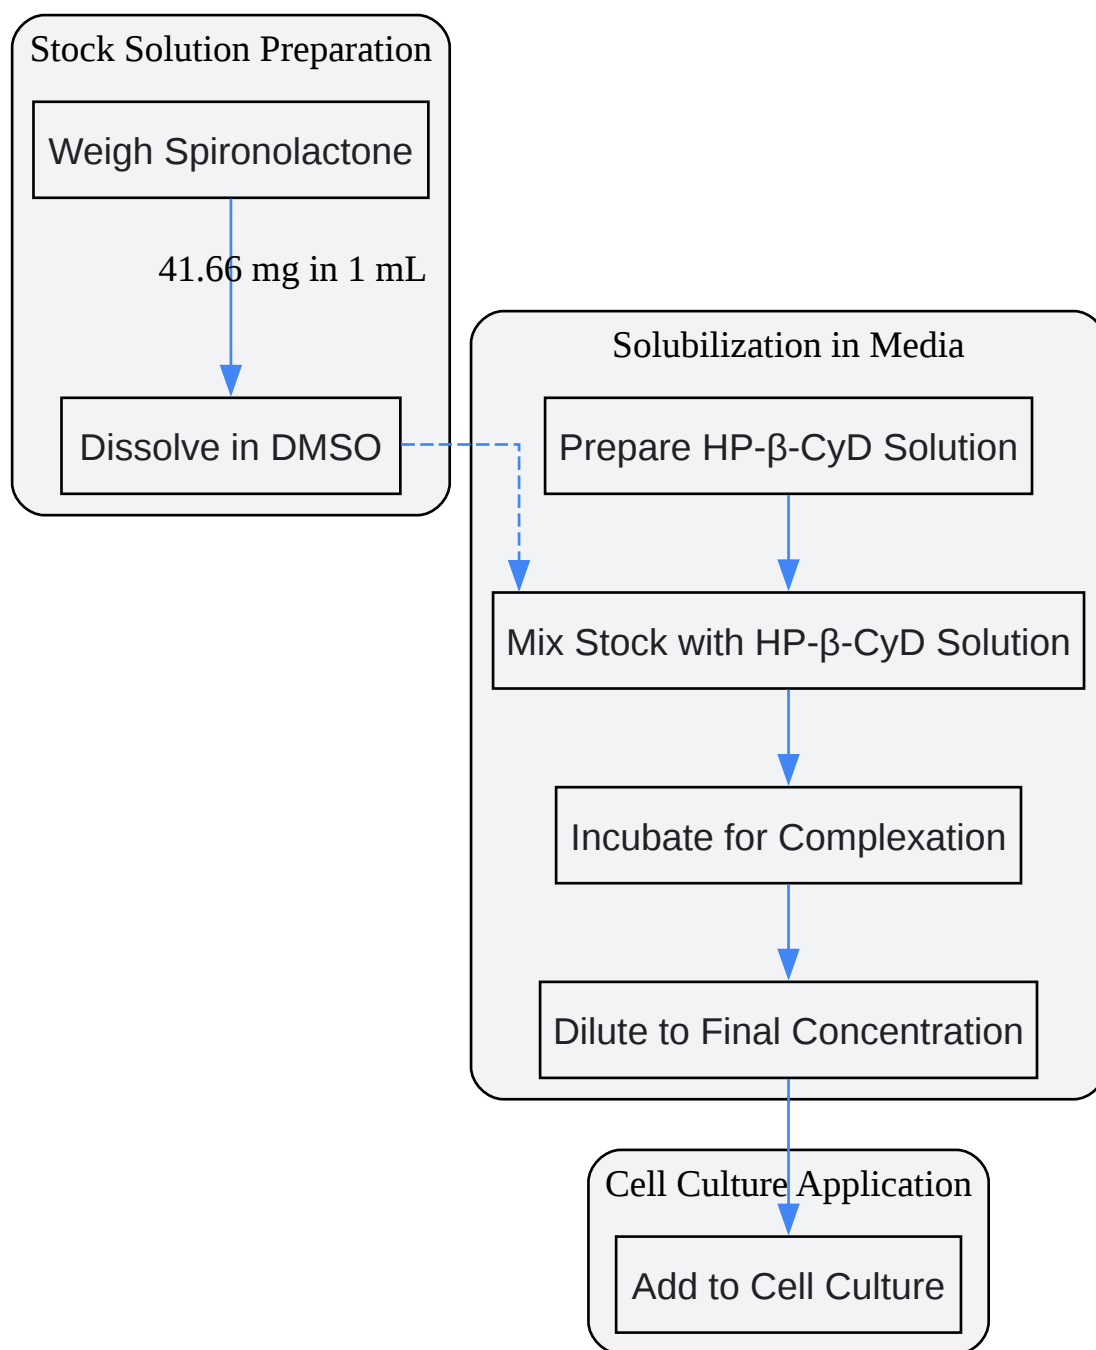 Stock Solution Preparation
Weigh Spironolactone
41.66 mg in 1 mL
Dissolve in DMSO
Solubilization in Media
Prepare HP-β-CyD Solution
Mix Stock with HP-β-CyD Solution
Incubate for Complexation
Dilute to Final Concentration
Cell Culture Application
Add to Cell Culture